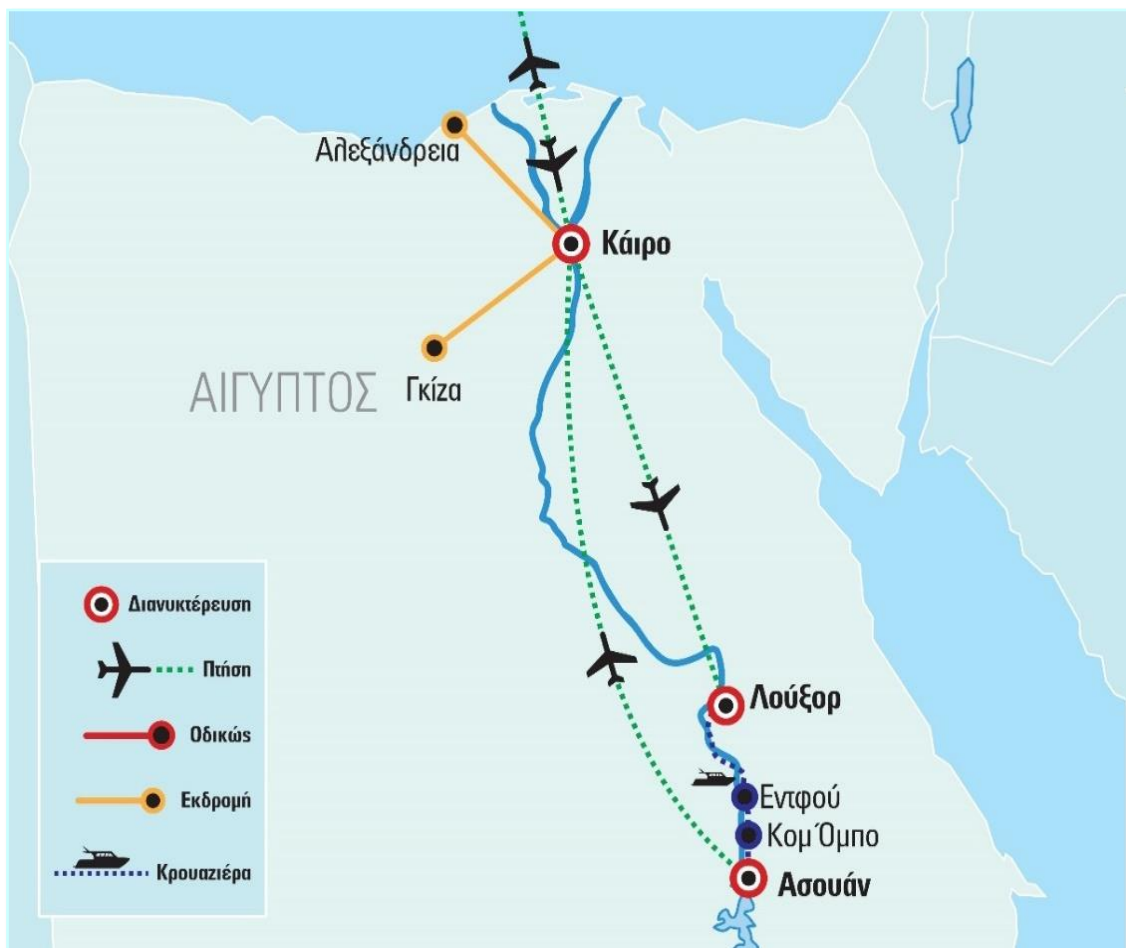 Αλεξάνδρεια
Κάιρο
Γκίζα
ΑΙΓΥΠΤΟΣ
Λούξορ
Εντφού
Κομ Όμπο
Ασουάν
Διανυκτέρευση
Πτήση
Οδικώς
Εκδρομή
Κρουαζιέρα